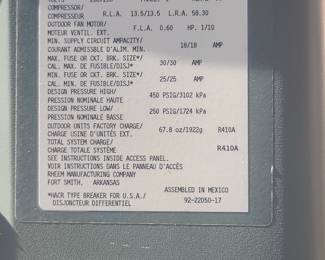 VOLTS
COMPRESSOR/
COMPRESSEUR R.L.A. 13.5/13.5 L.R.A. 58.30
OUTDOOR FAN MOTOR/
MOTEUR VENTIL. EXT. F.L.A. 0.60 HP. 1/10
MIN. SUPPLY CIRCUIT AMPACITY/
COURANT ADMISSIBLE D'ALIM. MIN. 18/18 AMP
MAX. FUSE OR CKT. BRK. SIZE*/
CAL. MAX. DE FUSIBLE/DISJ* 30/30 AMP
MIN. FUSE OR CKT. BRK. SIZE*/
CAL. MIN. DE FUSIBLE/DISJ* 25/25 AMP
DESIGN PRESSURE HIGH/
PRESSION NOMINALE HAUTE 450 PSIG/3102 kPa
DESIGN PRESSURE LOW/
PRESSION NOMINALE BASSE 250 PSIG/1724 kPa
OUTDOOR UNITS FACTORY CHARGE/
CHARGE USINE D'UNITÉS EXT. 67.8 oz/1922g R410A
TOTAL SYSTEM CHARGE/
CHARGE TOTALE SYSTÈME R410A
SEE INSTRUCTIONS INSIDE ACCESS PANEL.
VOIR INSTRUCTIONS DANS LE PANNEAU D'ACCÈS
RHEEM MANUFACTURING COMPANY
FORT SMITH, ARKANSAS
ASSEMBLED IN MEXICO
*HACR TYPE BREAKER FOR U.S.A./
DISJONCTEUR DIFFERENTIEL 92-22050-17